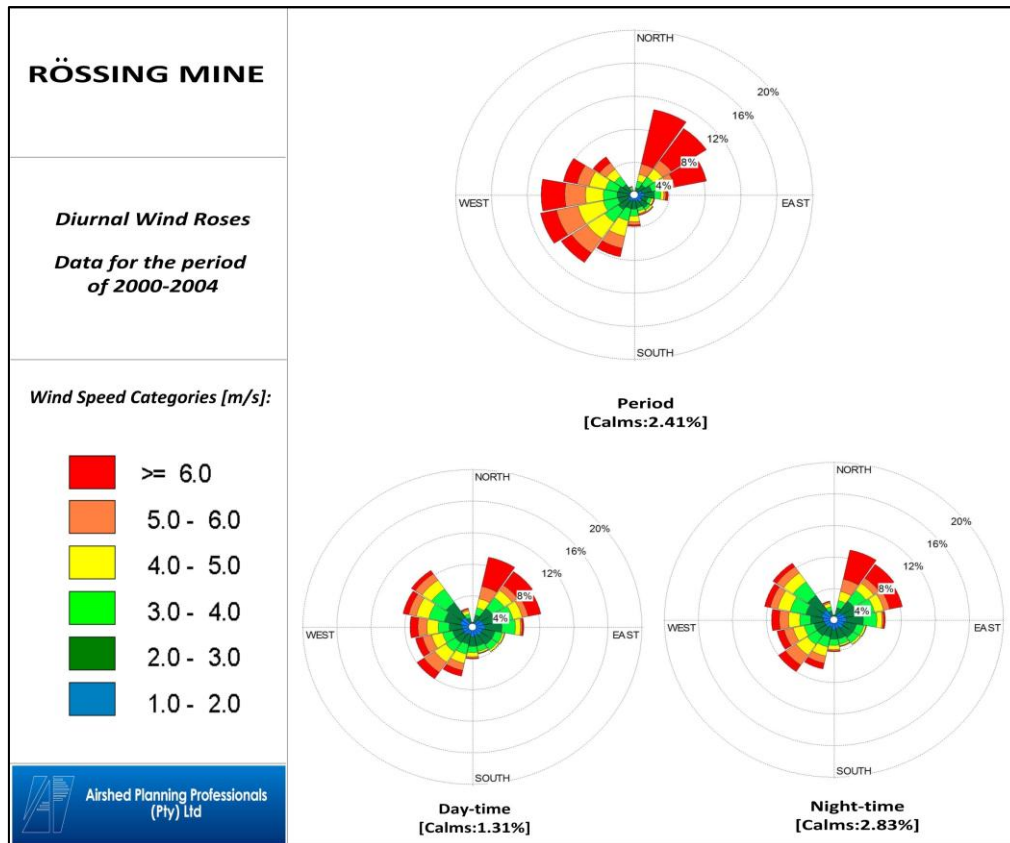 RÖSSING MINE
Diurnal Wind Roses
Data for the period
of 2000-2004
Wind Speed Categories [m/s]:
>= 6.0
5.0 - 6.0
4.0 - 5.0
3.0 - 4.0
2.0 - 3.0
1.0 - 2.0
Airshed Planning Professionals
(Pty) Ltd
NORTH
20%
16%
12%
8%
4%
WEST
EAST
SOUTH
Period
[Calms:2.41%]
NORTH
20%
16%
12%
8%
4%
WEST
EAST
SOUTH
Day-time
[Calms:1.31%]
NORTH
20%
16%
12%
8%
4%
WEST
EAST
SOUTH
Night-time
[Calms:2.83%]